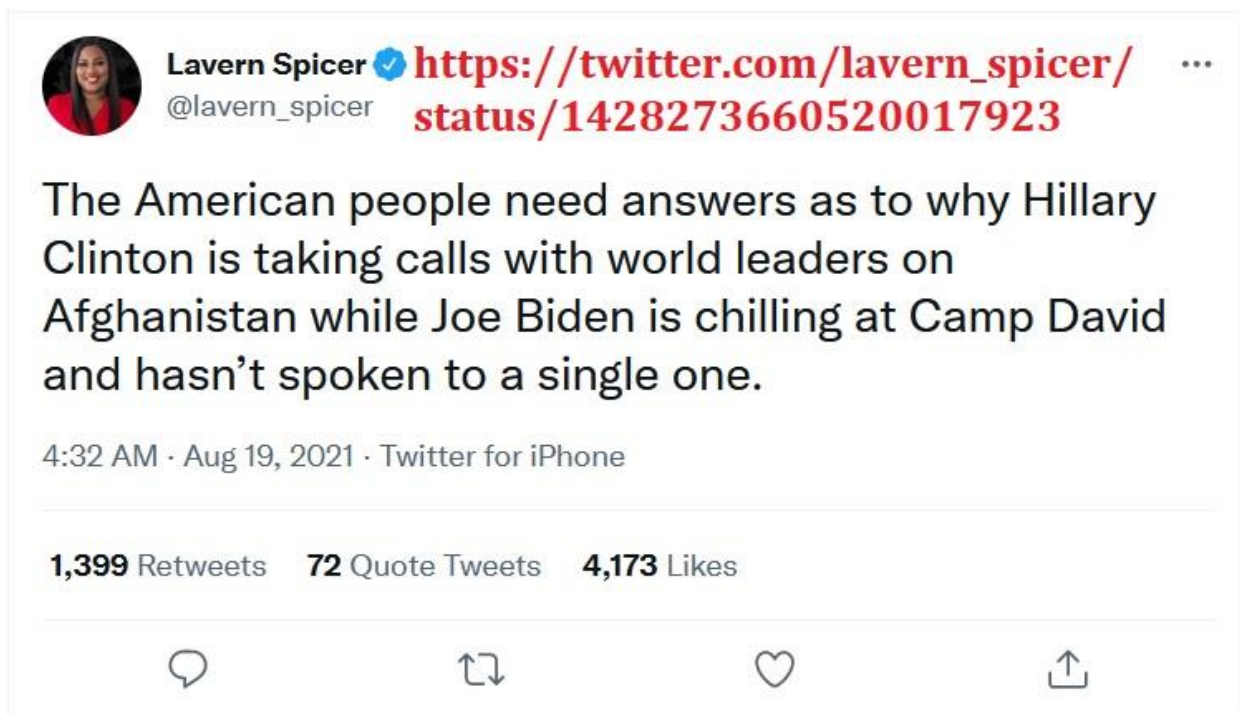 Lavern Spicer
@lavern_spicer
https://twitter.com/lavern_spicer/
status/1428273660520017923
The American people need answers as to why Hillary
Clinton is taking calls with world leaders on
Afghanistan while Joe Biden is chilling at Camp David
and hasn’t spoken to a single one.
4:32 AM · Aug 19, 2021 · Twitter for iPhone
1,399 Retweets 72 Quote Tweets 4,173 Likes